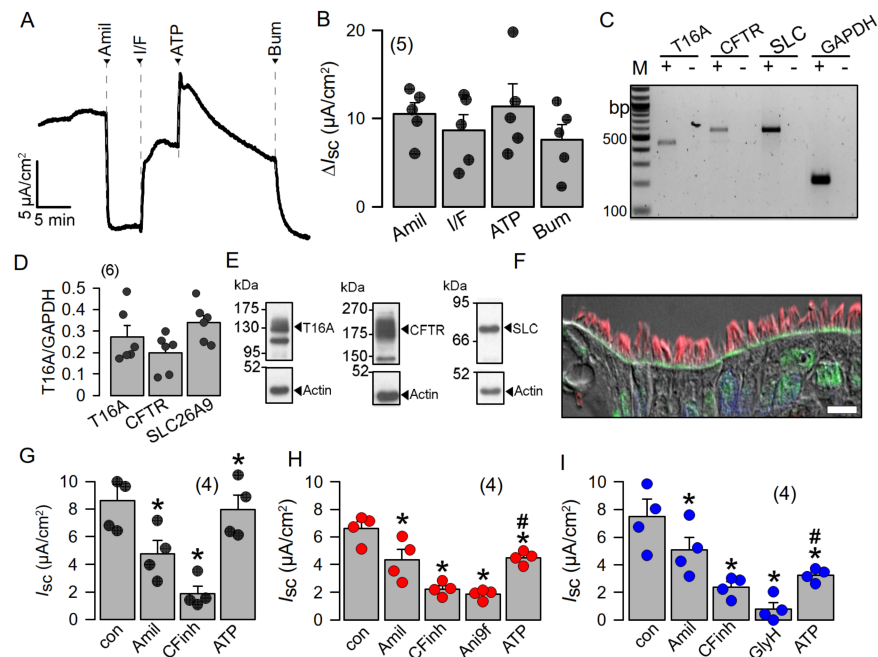 A
Amil I/F ATP Bum
5 µA/cm2
5 min
B
(5)
ΔISC (µA/cm2)
20
10
0
Amil I/F ATP Bum
C
T16A CFTR SLC GAPDH
M + - + - + - + -
bp
500
100
D
(6)
T16A/GAPDH
0.5
0.4
0.3
0.2
0.1
0
T16A CFTR SLC26A9
E
kDa kDa
175
130
100
52
T16A
Actin
270
175
150
52
CFTR
Actin
95
66
52
SLC
Actin
F
G
(4)
ISC (µA/cm2)
10
8
6
4
2
0
* * *
con Amil CFinh ATP
H
(4)
ISC (µA/cm2)
10
8
6
4
2
0
#
* * * *
con Amil CFinh Ani9f ATP
I
(4)
ISC (µA/cm2)
10
8
6
4
2
0
#
* * * *
con Amil CFinh GlyH ATP